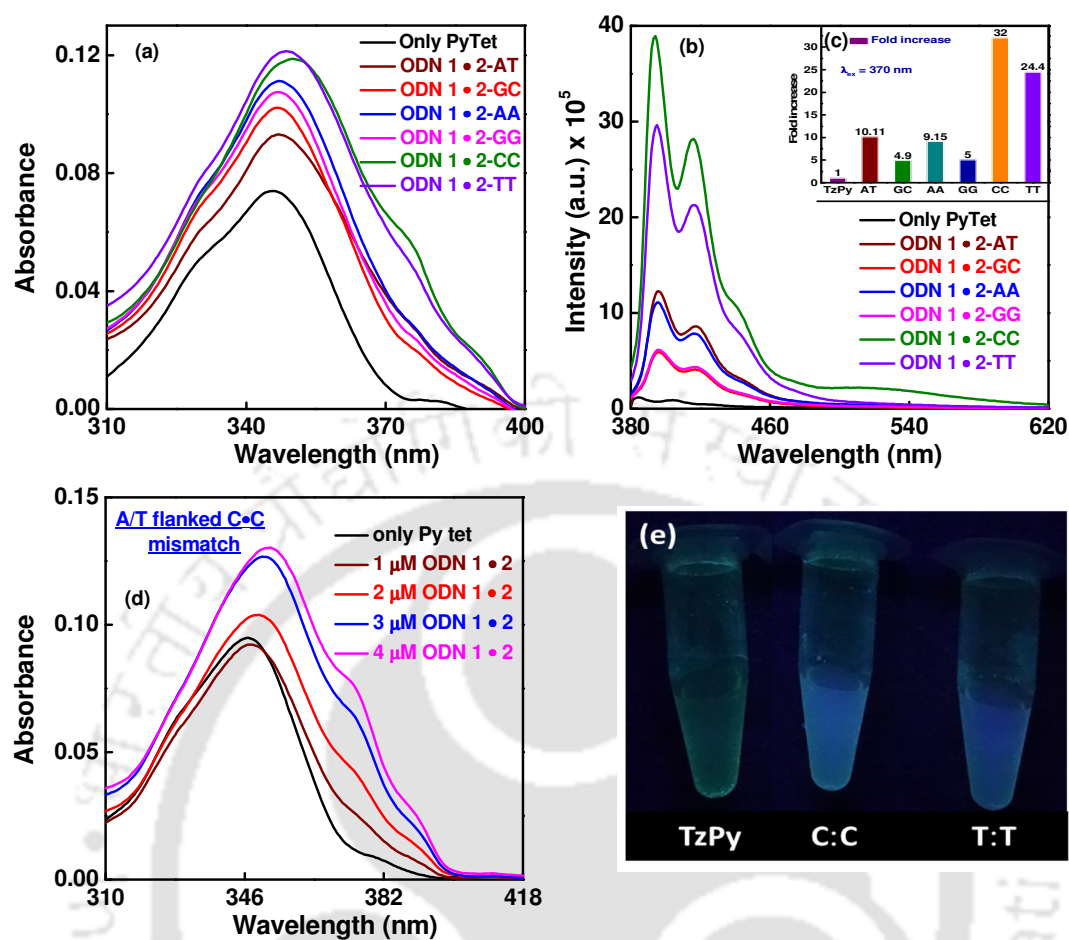 (a)
Only PyTet
ODN 1 • 2-AT
ODN 1 • 2-GC
ODN 1 • 2-AA
ODN 1 • 2-GG
ODN 1 • 2-CC
ODN 1 • 2-TT
0.12
0.08
0.04
0.00
Absorbance
310 340 370 400
Wavelength (nm)
(b)
40
30
20
10
0
Intensity (a.u.) x 10⁵
380 460 540 620
Wavelength (nm)
(c)
Fold increase
λex = 370 nm
Fold increase
30
25
20
15
10
5
0
1 10.11 4.9 9.15 5 32 24.4
TzPy AT GC AA GG CC TT
Only PyTet
ODN 1 • 2-AT
ODN 1 • 2-GC
ODN 1 • 2-AA
ODN 1 • 2-GG
ODN 1 • 2-CC
ODN 1 • 2-TT
A/T flanked C•C
mismatch
(d)
only Py tet
1 μM ODN 1 • 2
2 μM ODN 1 • 2
3 μM ODN 1 • 2
4 μM ODN 1 • 2
0.15
0.10
0.05
0.00
Absorbance
310 346 382 418
Wavelength (nm)
(e)
TzPy C:C T:T